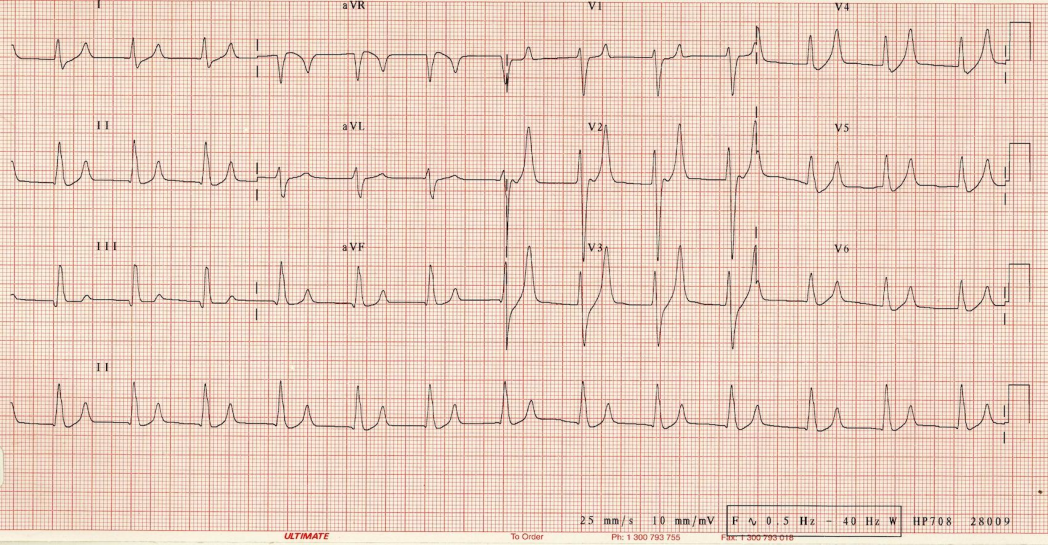 I aVR V1 V4
II aVL V2 V5
III aVF V3 V6
II
25 mm/s 10 mm/mV F ∿ 0.5 Hz - 40 Hz W HP708 28009
ULTIMATE To Order Ph: 1 300 793 755 Fax: 1 300 793 018